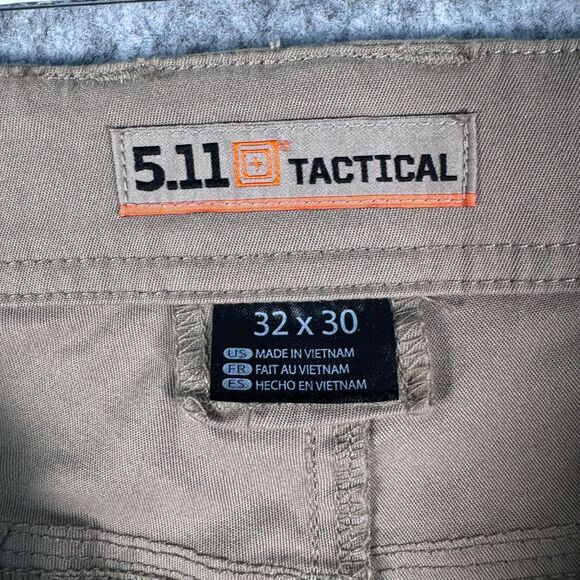 5.11 ® TACTICAL
32 x 30
US MADE IN VIETNAM
FR FAIT AU VIETNAM
ES HECHO EN VIETNAM